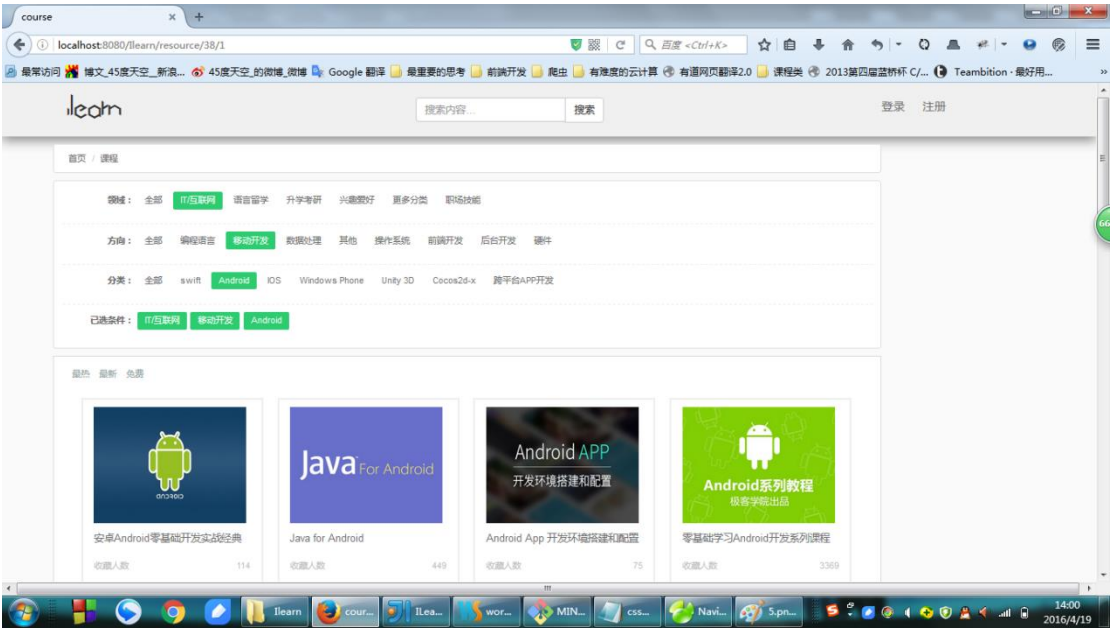 course
localhost:8080/Ilearn/resource/38/1
百度 <Ctrl+K>
最常访问 博文_45度天空__新浪... 45度天空_的微博_微博 Google 翻译 最重要的思考 前端开发 爬虫 有难度的云计算 有道网页翻译2.0 课程类 2013第四届蓝桥杯 C/... Teambition · 最好用... »
ilearn 搜索内容... 搜索 登录 注册
首页 / 课程
领域： 全部 IT/互联网 语言留学 升学考研 兴趣爱好 更多分类 职场技能
66
方向： 全部 编程语言 移动开发 数据处理 其他 操作系统 前端开发 后台开发 硬件
分类： 全部 swift Android iOS Windows Phone Unity 3D Cocos2d-x 跨平台APP开发
已选条件： IT/互联网 移动开发 Android
最热 最新 免费
ANDROID
Java For Android
Android APP
开发环境搭建和配置
Android系列教程
极客学院出品
安卓Android零基础开发实战经典 Java for Android Android App 开发环境搭建和配置 零基础学习Android开发系列课程
收藏人数 114 收藏人数 449 收藏人数 75 收藏人数 3369
Ilearn cour... ILea... wor... MIN... css... Navi... 5.pn...
14:00
2016/4/19